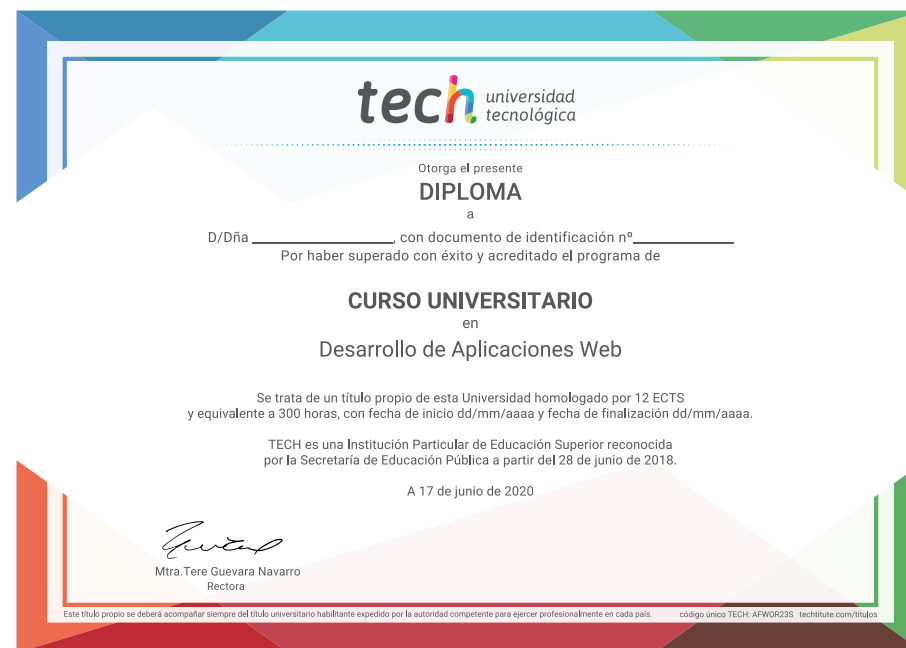 tech universidad
tecnológica
Otorga el presente
DIPLOMA
a
D/Dña ____________________, con documento de identificación nº______________
Por haber superado con éxito y acreditado el programa de
CURSO UNIVERSITARIO
en
Desarrollo de Aplicaciones Web
Se trata de un título propio de esta Universidad homologado por 12 ECTS
y equivalente a 300 horas, con fecha de inicio dd/mm/aaaa y fecha de finalización dd/mm/aaaa.
TECH es una Institución Particular de Educación Superior reconocida
por la Secretaría de Educación Pública a partir del 28 de junio de 2018.
A 17 de junio de 2020
Mtra.Tere Guevara Navarro
Rectora
Este título propio se deberá acompañar siempre del título universitario habilitante expedido por la autoridad competente para ejercer profesionalmente en cada país. código único TECH: AFWOR23S techtitute.com/titulos